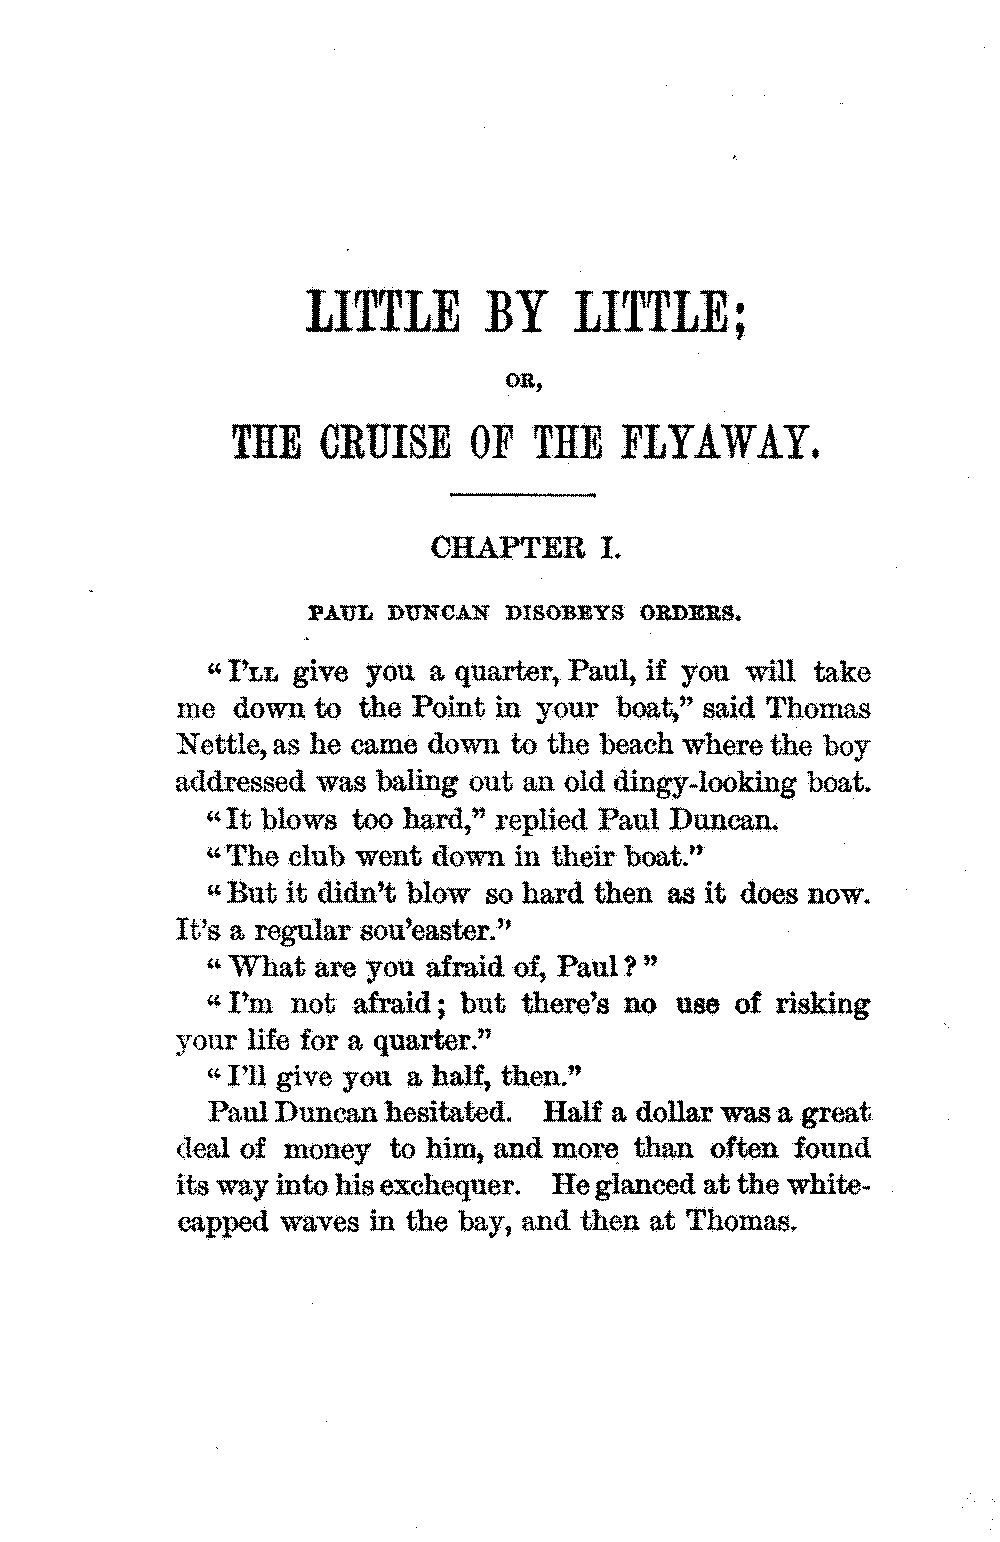 LITTLE BY LITTLE;
OR,
THE CRUISE OF THE FLYAWAY.
CHAPTER I.
PAUL DUNCAN DISOBEYS ORDERS.
“I’LL give you a quarter, Paul, if you will take
me down to the Point in your boat,” said Thomas
Nettle, as he came down to the beach where the boy
addressed was baling out an old dingy-looking boat.
“It blows too hard,” replied Paul Duncan.
“The club went down in their boat.”
“But it didn’t blow so hard then as it does now.
It’s a regular sou’easter.”
“What are you afraid of, Paul?”
“I’m not afraid; but there’s no use of risking
your life for a quarter.”
“I’ll give you a half, then.”
Paul Duncan hesitated. Half a dollar was a great
deal of money to him, and more than often found
its way into his exchequer. He glanced at the white-
capped waves in the bay, and then at Thomas.